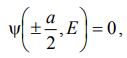 ψ(±a/2, E) = 0,